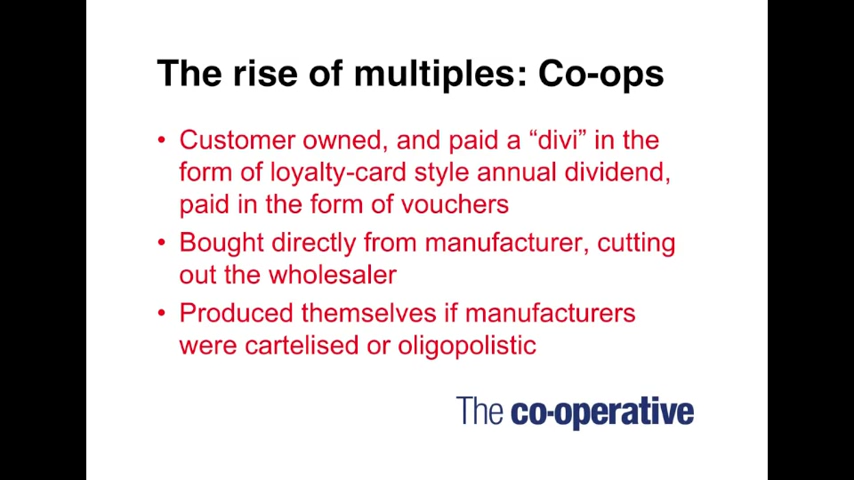 The rise of multiples: Co-ops
• Customer owned, and paid a “divi” in the
form of loyalty-card style annual dividend,
paid in the form of vouchers
• Bought directly from manufacturer, cutting
out the wholesaler
• Produced themselves if manufacturers
were cartelised or oligopolistic
The co-operative